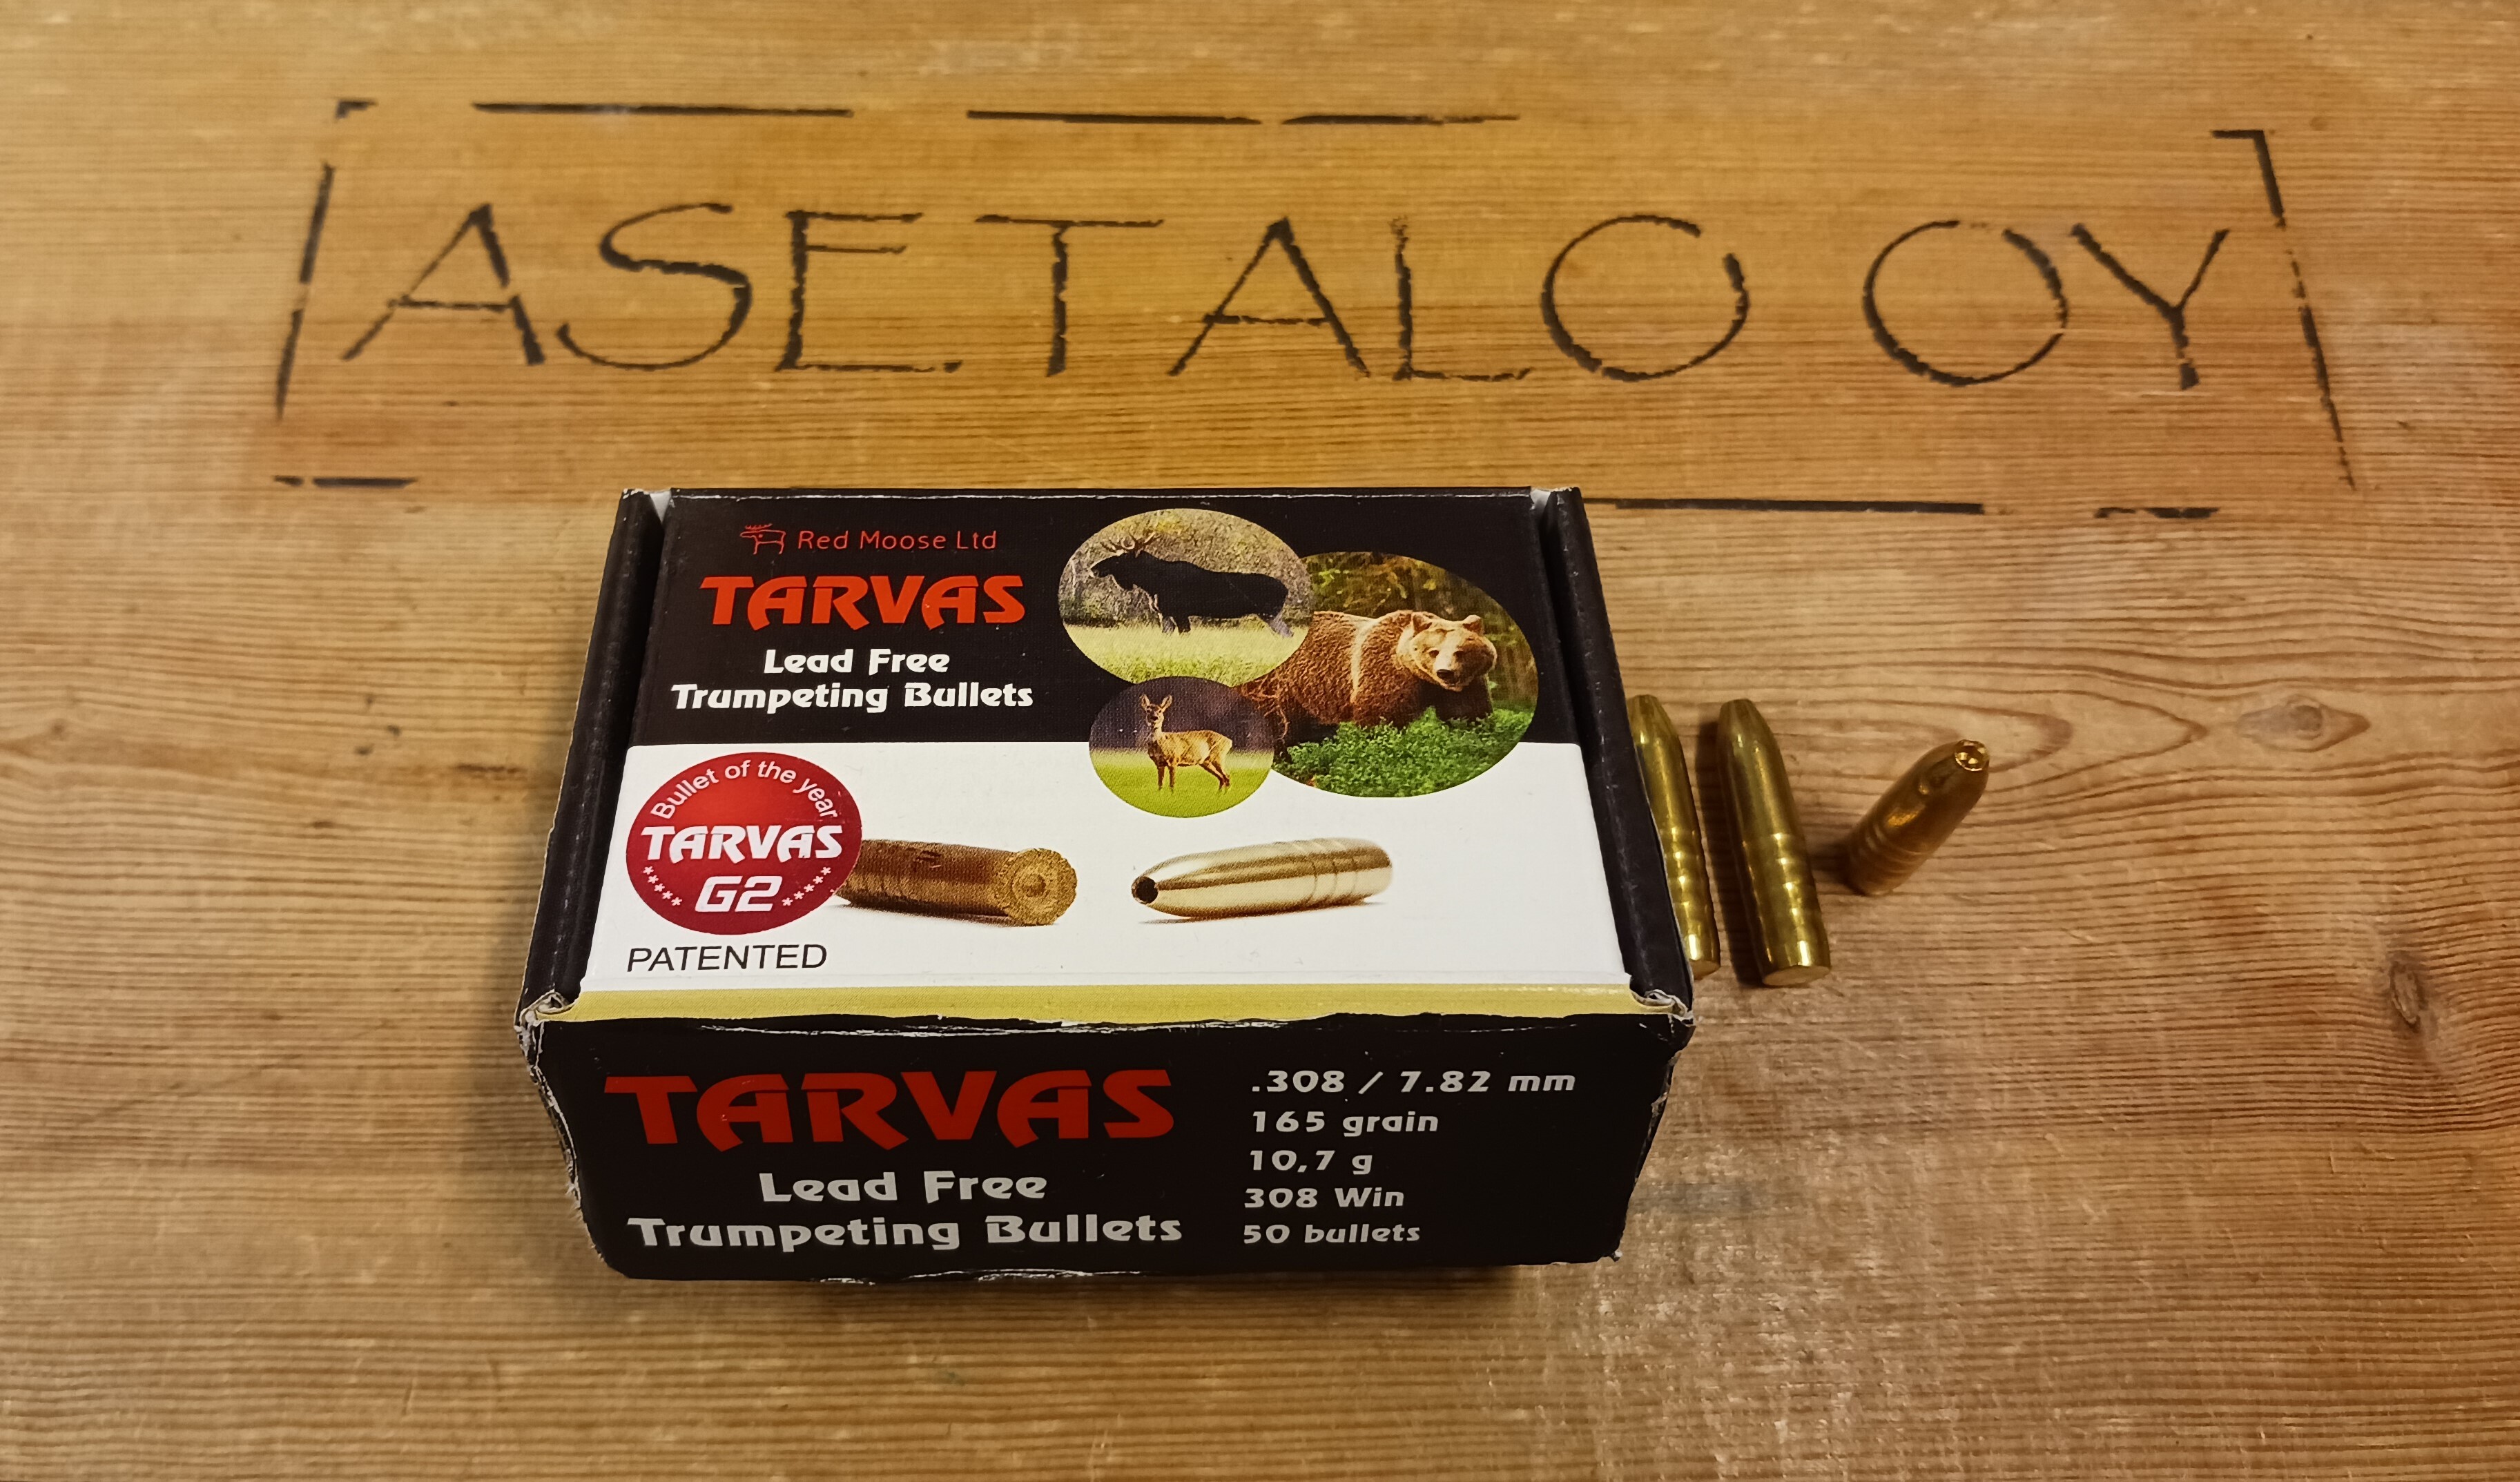 ASETALO OY
Red Moose Ltd
TARVAS
Lead Free
Trumpeting Bullets
Bullet of the year
TARVAS
G2
PATENTED
TARVAS
Lead Free
Trumpeting Bullets
.308 / 7.82 mm
165 grain
10,7 g
308 Win
50 bullets